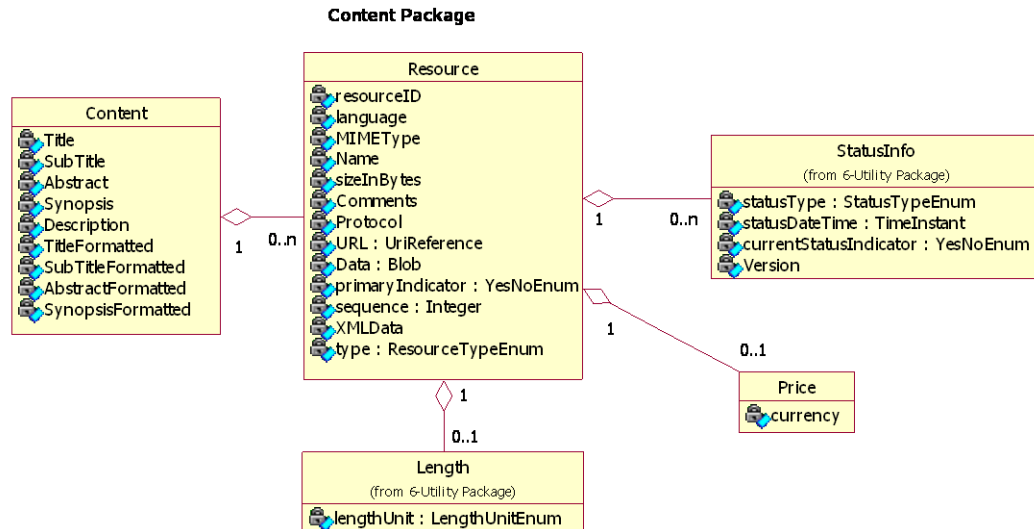 Content Package
Content
Title
SubTitle
Abstract
Synopsis
Description
TitleFormatted
SubTitleFormatted
AbstractFormatted
SynopsisFormatted
1
0..n
Resource
resourceID
language
MIMEType
Name
sizeInBytes
Comments
Protocol
URL : UriReference
Data : Blob
primaryIndicator : YesNoEnum
sequence : Integer
XMLData
type : ResourceTypeEnum
1
0..n
StatusInfo
(from 6-Utility Package)
statusType : StatusTypeEnum
statusDateTime : TimeInstant
currentStatusIndicator : YesNoEnum
Version
1
0..1
Price
currency
1
0..1
Length
(from 6-Utility Package)
lengthUnit : LengthUnitEnum